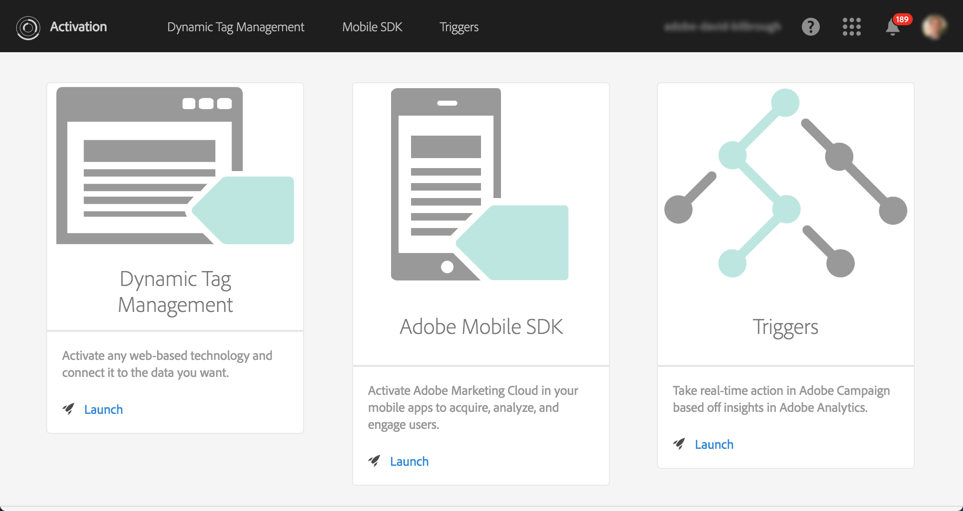 Activation
Dynamic Tag Management
Mobile SDK
Triggers
189
Dynamic Tag
Management
Activate any web-based technology and
connect it to the data you want.
Launch
Adobe Mobile SDK
Activate Adobe Marketing Cloud in your
mobile apps to acquire, analyze, and
engage users.
Launch
Triggers
Take real-time action in Adobe Campaign
based off insights in Adobe Analytics.
Launch